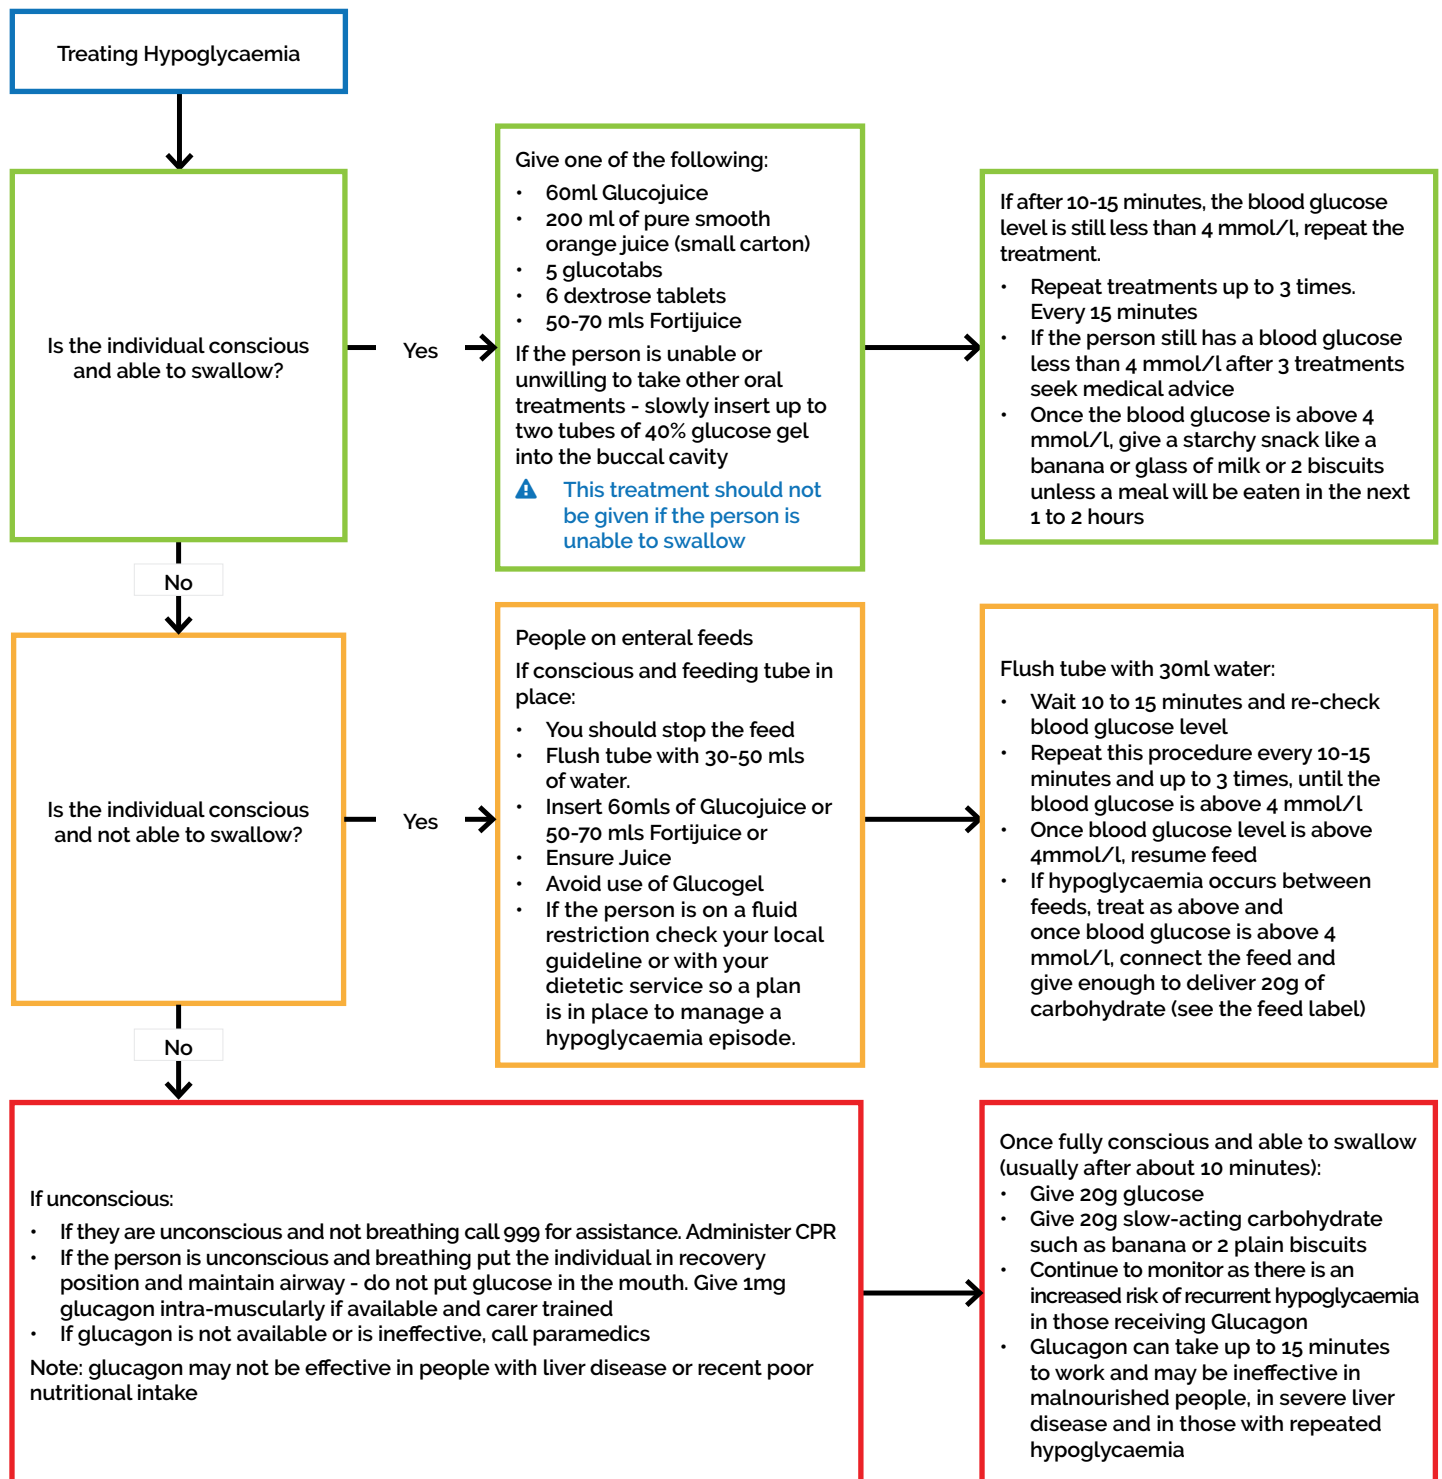 Treating Hypoglycaemia
Is the individual conscious
and able to swallow?
Yes
Give one of the following:
• 60ml Glucojuice
• 200 ml of pure smooth
orange juice (small carton)
• 5 glucotabs
• 6 dextrose tablets
• 50-70 mls Fortijuice
If the person is unable or
unwilling to take other oral
treatments - slowly insert up to
two tubes of 40% glucose gel
into the buccal cavity
This treatment should not
be given if the person is
unable to swallow
If after 10-15 minutes, the blood glucose
level is still less than 4 mmol/l, repeat the
treatment.
• Repeat treatments up to 3 times.
Every 15 minutes
• If the person still has a blood glucose
less than 4 mmol/l after 3 treatments
seek medical advice
• Once the blood glucose is above 4
mmol/l, give a starchy snack like a
banana or glass of milk or 2 biscuits
unless a meal will be eaten in the next
1 to 2 hours
No
Is the individual conscious
and not able to swallow?
Yes
People on enteral feeds
If conscious and feeding tube in
place:
• You should stop the feed
• Flush tube with 30-50 mls
of water.
• Insert 60mls of Glucojuice or
50-70 mls Fortijuice or
• Ensure Juice
• Avoid use of Glucogel
• If the person is on a fluid
restriction check your local
guideline or with your
dietetic service so a plan
is in place to manage a
hypoglycaemia episode.
Flush tube with 30ml water:
• Wait 10 to 15 minutes and re-check
blood glucose level
• Repeat this procedure every 10-15
minutes and up to 3 times, until the
blood glucose is above 4 mmol/l
• Once blood glucose level is above
4mmol/l, resume feed
• If hypoglycaemia occurs between
feeds, treat as above and
once blood glucose is above 4
mmol/l, connect the feed and
give enough to deliver 20g of
carbohydrate (see the feed label)
No
If unconscious:
• If they are unconscious and not breathing call 999 for assistance. Administer CPR
• If the person is unconscious and breathing put the individual in recovery
position and maintain airway - do not put glucose in the mouth. Give 1mg
glucagon intra-muscularly if available and carer trained
• If glucagon is not available or is ineffective, call paramedics
Note: glucagon may not be effective in people with liver disease or recent poor
nutritional intake
Once fully conscious and able to swallow
(usually after about 10 minutes):
• Give 20g glucose
• Give 20g slow-acting carbohydrate
such as banana or 2 plain biscuits
• Continue to monitor as there is an
increased risk of recurrent hypoglycaemia
in those receiving Glucagon
• Glucagon can take up to 15 minutes
to work and may be ineffective in
malnourished people, in severe liver
disease and in those with repeated
hypoglycaemia